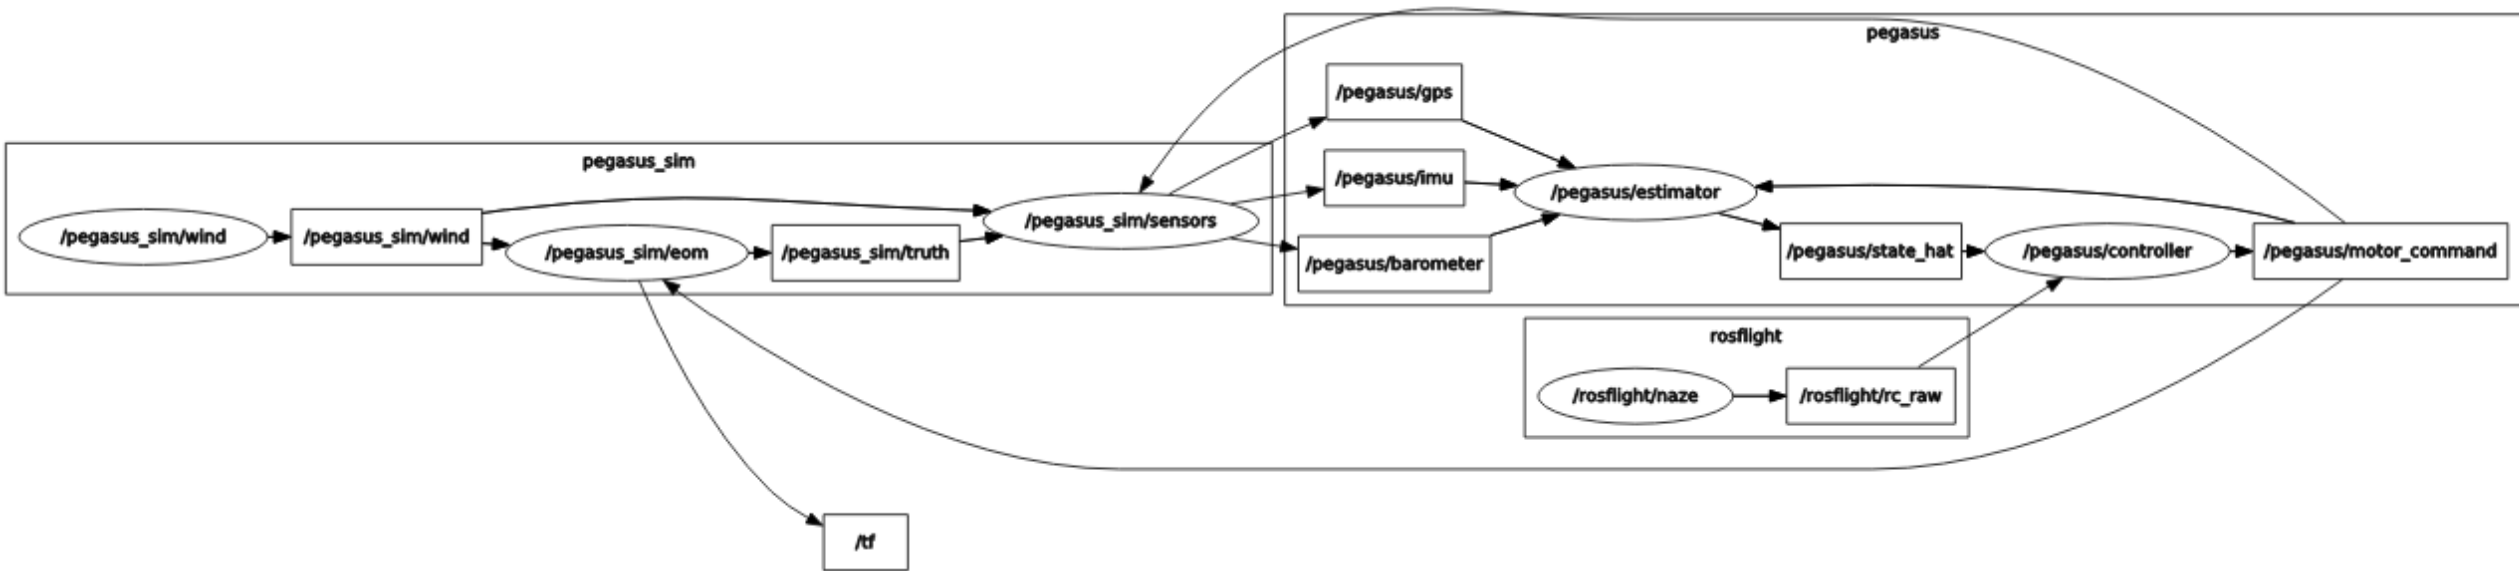 pegasus
/pegasus/gps
pegasus_sim
/pegasus/imu
/pegasus/estimator
/pegasus_sim/sensors
/pegasus_sim/wind
/pegasus_sim/wind
/pegasus_sim/eom
/pegasus_sim/truth
/pegasus/barometer
/pegasus/state_hat
/pegasus/controller
/pegasus/motor_command
rosflight
/rosflight/naze
/rosflight/rc_raw
/tf